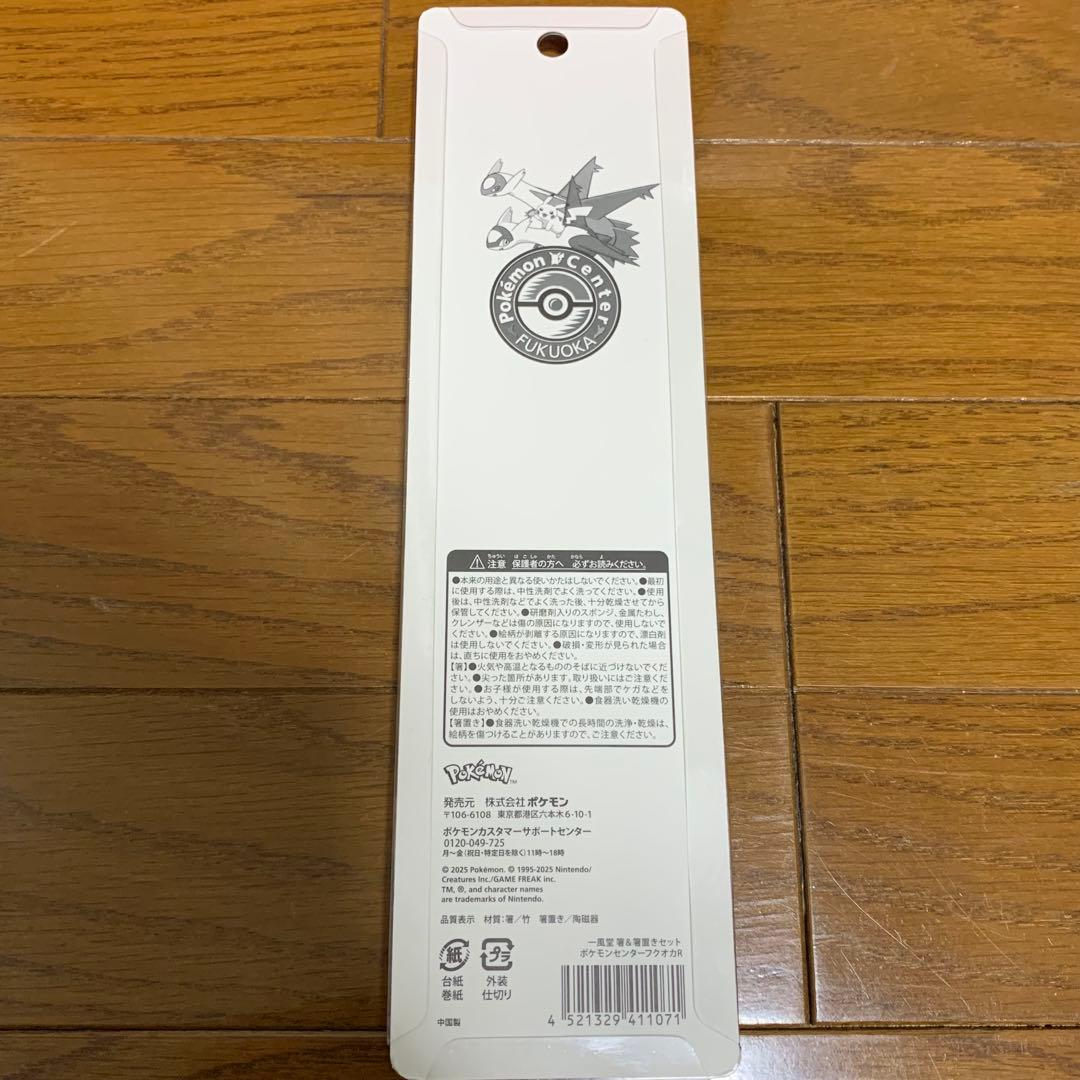 Pokémon Center
FUKUOKA
注意 保護者の方へ 必ずお読みください。
●本来の用途と異なる使いかたはしないでください。●最初
に使用する際は、中性洗剤でよく洗ってください。●使用
後は、中性洗剤などでよく洗った後、十分乾燥させてから
保管してください。●研磨剤入りのスポンジ、金属たわし、
クレンザーなどは傷の原因になりますので、使用しないで
ください。●絵柄が剥離する原因になりますので、漂白剤
は使用しないでください。●破損・変形が見られた場合
は、直ちに使用をおやめください。
【箸】●火気や高温となるもののそばに近づけないでくだ
さい。●尖った箇所があります。取り扱いにはご注意くだ
さい。●お子様が使用する際は、先端部でケガなどを
しないよう、十分ご注意ください。●食器洗い乾燥機の
使用はおやめください。
【箸置き】●食器洗い乾燥機での長時間の洗浄・乾燥は、
絵柄を傷つけることがありますので、ご注意ください。
POKéMON™
発売元 株式会社ポケモン
〒106-6108 東京都港区六本木6-10-1
ポケモンカスタマーサポートセンター
0120-049-725
月～金(祝日・特定日を除く)11時～18時
© 2025 Pokémon. © 1995-2025 Nintendo/
Creatures Inc./GAME FREAK inc.
TM, ®, and character names
are trademarks of Nintendo.
品質表示 材質：箸／竹 箸置き／陶磁器
紙
台紙
巻紙
プラ
外装
仕切り
一風堂 箸＆箸置きセット
ポケモンセンターフクオカR
4 521329 411071
中国製